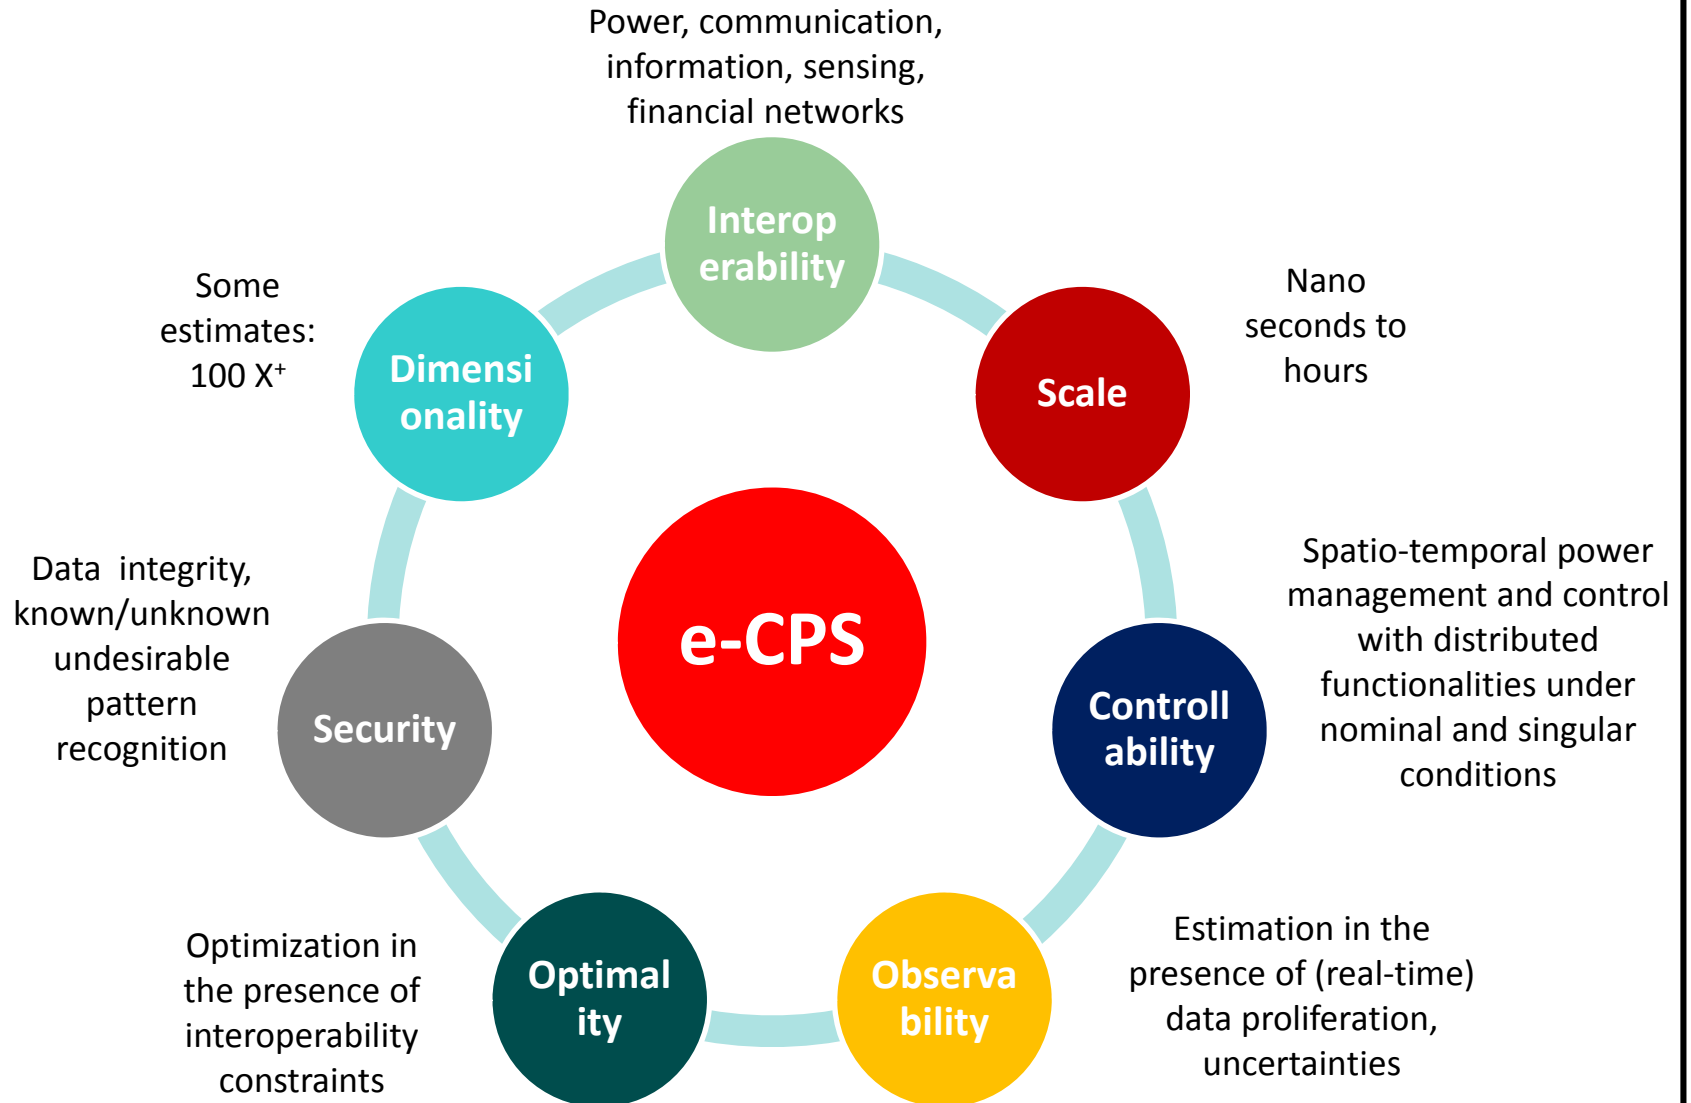 Power, communication,
information, sensing,
financial networks
Interop
erability
Some
estimates:
100 X⁺
Dimensi
onality
Nano
seconds to
hours
Scale
Data  integrity,
known/unknown
undesirable
pattern
recognition
Security
e-CPS
Controll
ability
Spatio-temporal power
management and control
with distributed
functionalities under
nominal and singular
conditions
Optimization in
the presence of
interoperability
constraints
Optimal
ity
Observa
bility
Estimation in the
presence of (real-time)
data proliferation,
uncertainties